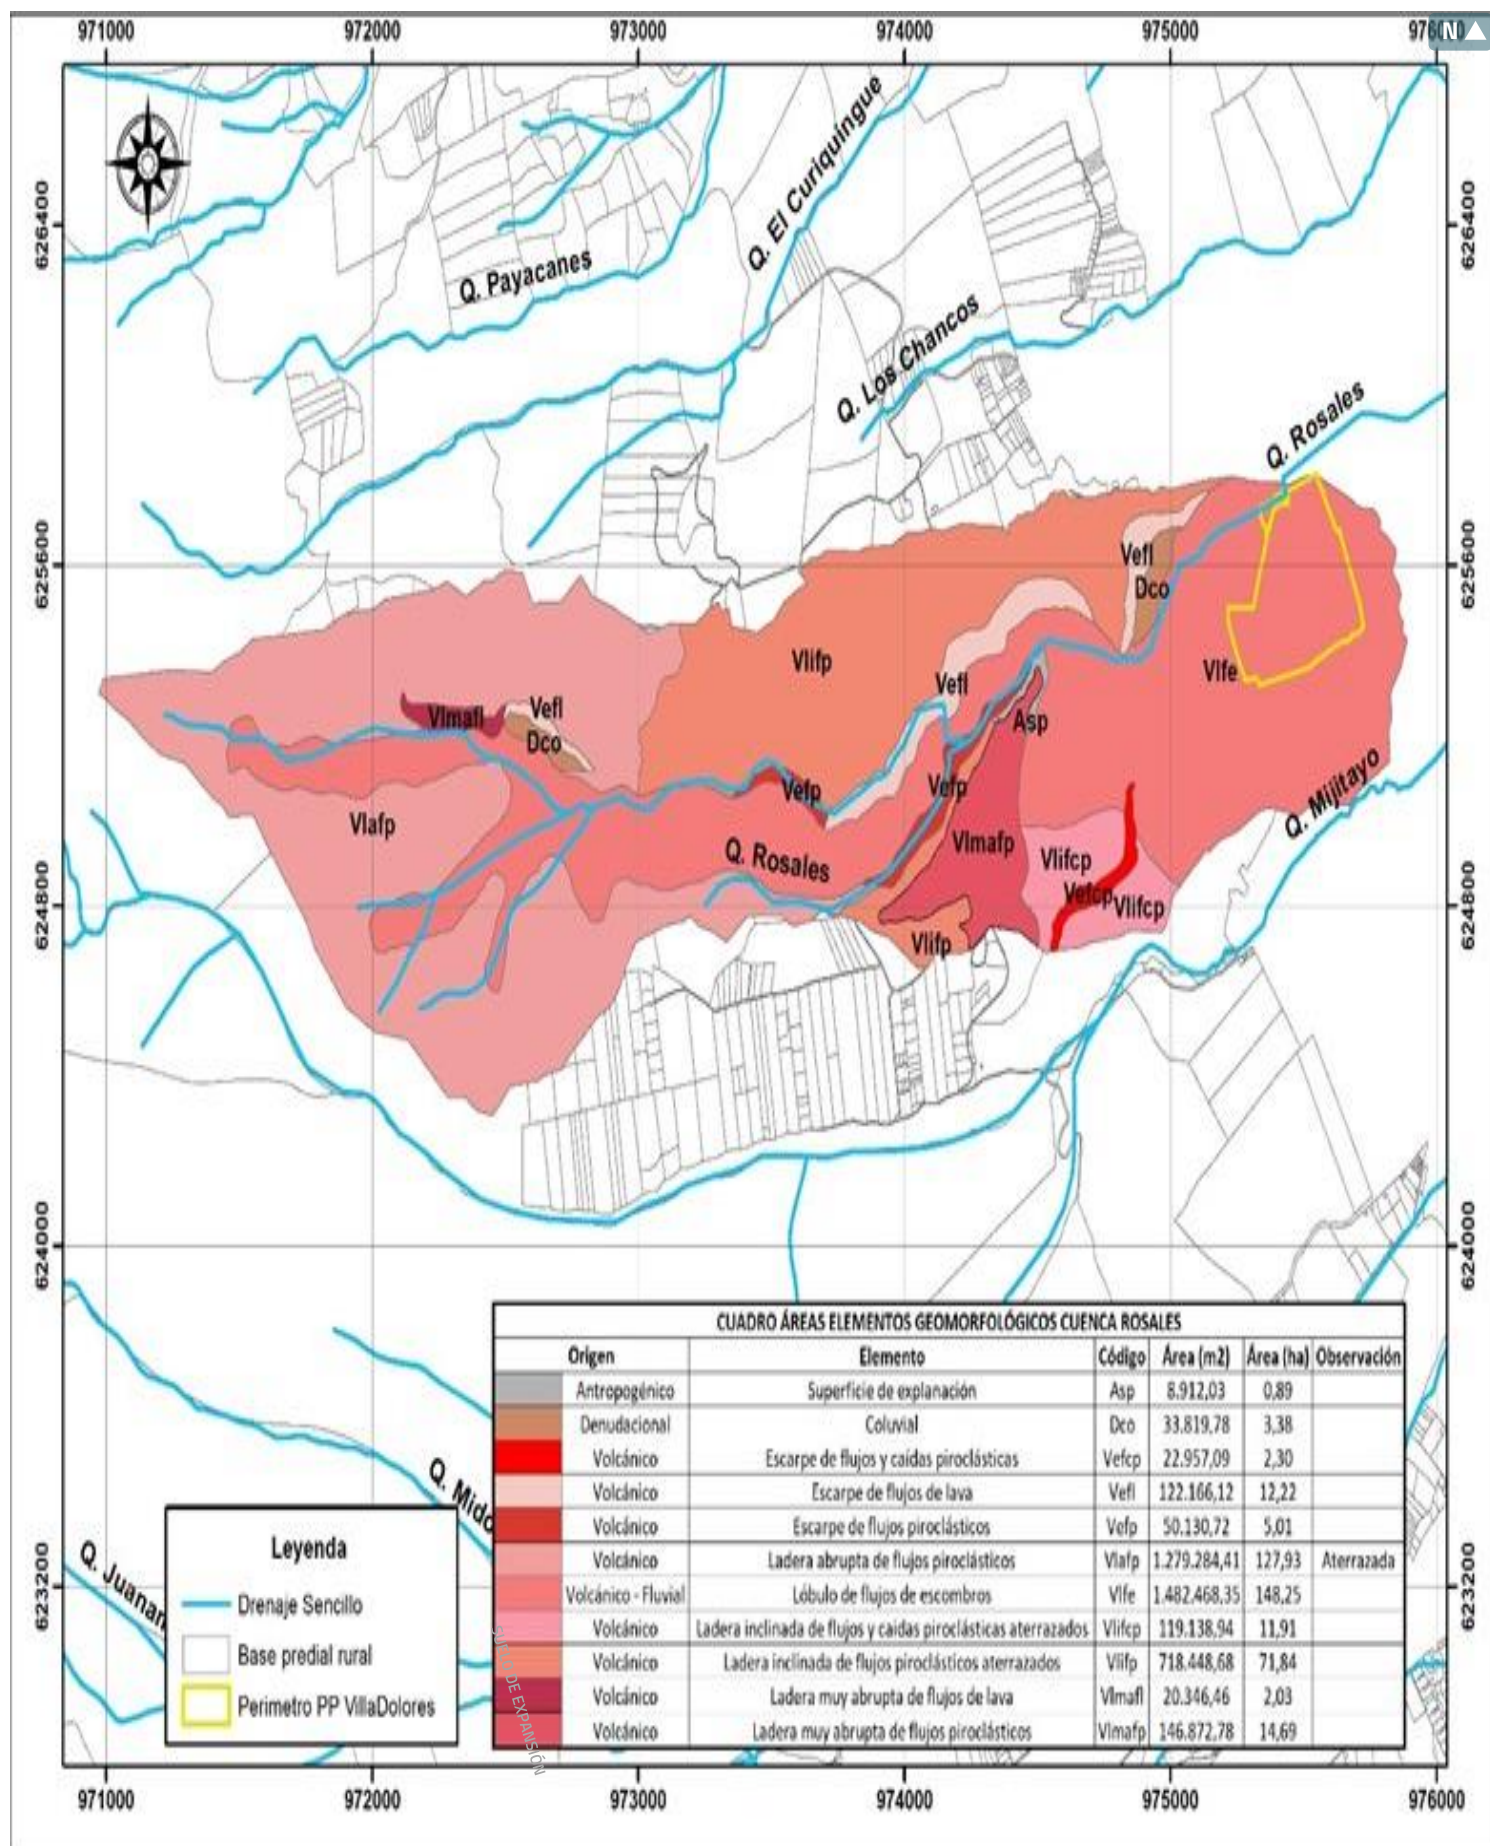 971000 972000 973000 974000 975000 976000
N
626400 626400
Q. El Curiquingue
Q. Payacanes
Q. Los Chancos
Q. Rosales
625600 625600
Vefl
Dco
Vlifp
Vlfe
Vefl
Vlmafl
Vefl
Dco
Asp
Vefp
Vefp
Vlafp
Q. Mijitayo
Vlmafp
Q. Rosales
Vlifcp
Vefcp
Vlifcp
624800 624800
Vlifp
624000 624000
CUADRO ÁREAS ELEMENTOS GEOMORFOLÓGICOS CUENCA ROSALES
Origen Elemento Código Área (m2) Área (ha) Observación
Antropogénico Superficie de explanación Asp 8.912,03 0,89
Denudacional Coluvial Dco 33.819,78 3,38
Volcánico Escarpe de flujos y caídas piroclásticas Vefcp 22.957,09 2,30
Volcánico Escarpe de flujos de lava Vefl 122.166,12 12,22
Volcánico Escarpe de flujos piroclásticos Vefp 50.130,72 5,01
Volcánico Ladera abrupta de flujos piroclásticos Vlafp 1.279.284,41 127,93 Aterrazada
Volcánico - Fluvial Lóbulo de flujos de escombros Vlfe 1.482.468,35 148,25
Volcánico Ladera inclinada de flujos y caidas piroclásticas aterrazados Vlifcp 119.138,94 11,91
Volcánico Ladera inclinada de flujos piroclásticos aterrazados Vlifp 718.448,68 71,84
Volcánico Ladera muy abrupta de flujos de lava Vlmafl 20.346,46 2,03
Volcánico Ladera muy abrupta de flujos piroclásticos Vlmafp 146.872,78 14,69
Q. Mido
Q. Juanam
623200 623200
Leyenda
Drenaje Sencillo
Base predial rural
Perimetro PP VillaDolores
DE EXPANSIÓN
971000 972000 973000 974000 975000 976000